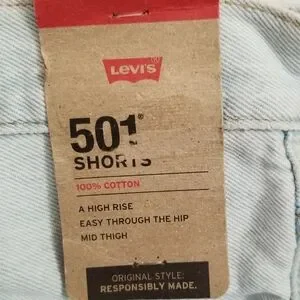 Levi's®
501®
SHORTS
100% COTTON
A HIGH RISE
EASY THROUGH THE HIP
MID THIGH
ORIGINAL STYLE:
RESPONSIBLY MADE.